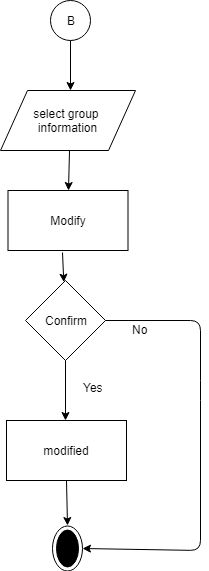 B
select group
information
Modify
Confirm
No
Yes
modified